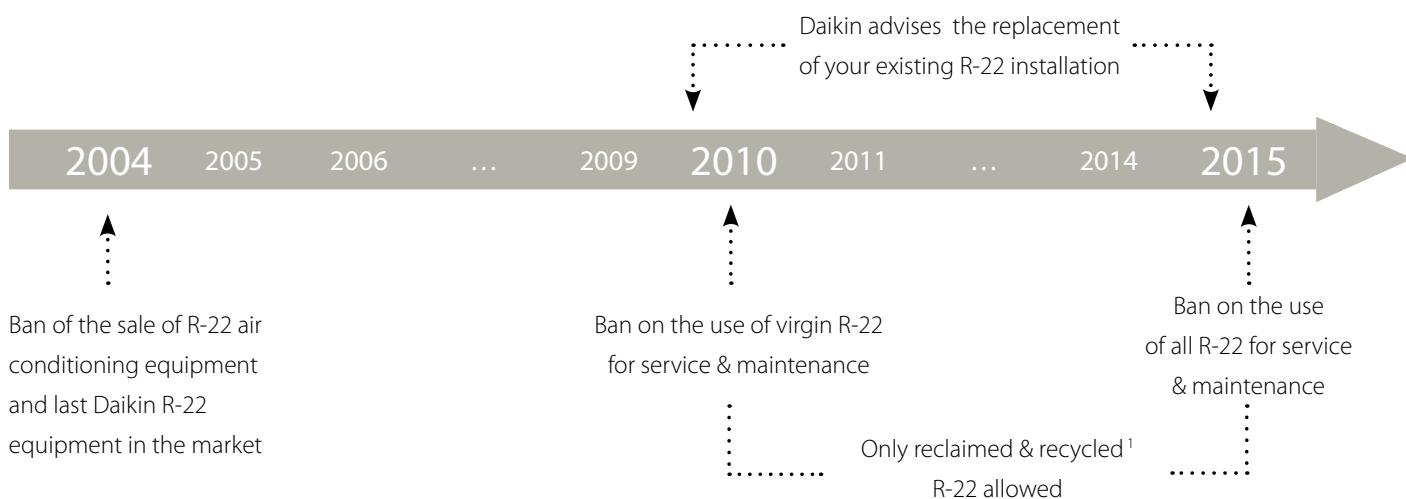 Daikin advises the replacement
of your existing R-22 installation
2004 2005 2006 ... 2009 2010 2011 ... 2014 2015
Ban of the sale of R-22 air
conditioning equipment
and last Daikin R-22
equipment in the market
Ban on the use of virgin R-22
for service & maintenance
Ban on the use
of all R-22 for service
& maintenance
Only reclaimed & recycled 1
R-22 allowed